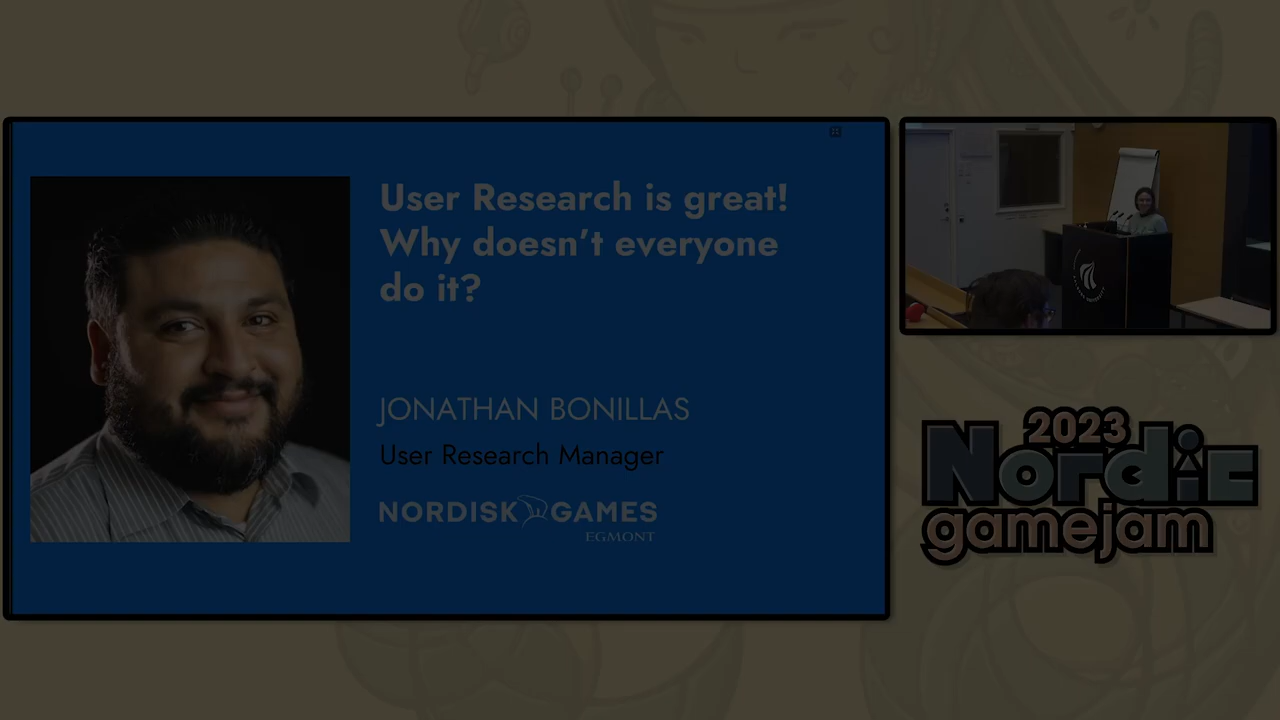 User Research is great!
Why doesn't everyone
do it?
JONATHAN BONILLAS
User Research Manager
NORDISK GAMES
EGMONT
2023
Nordic
gamejam